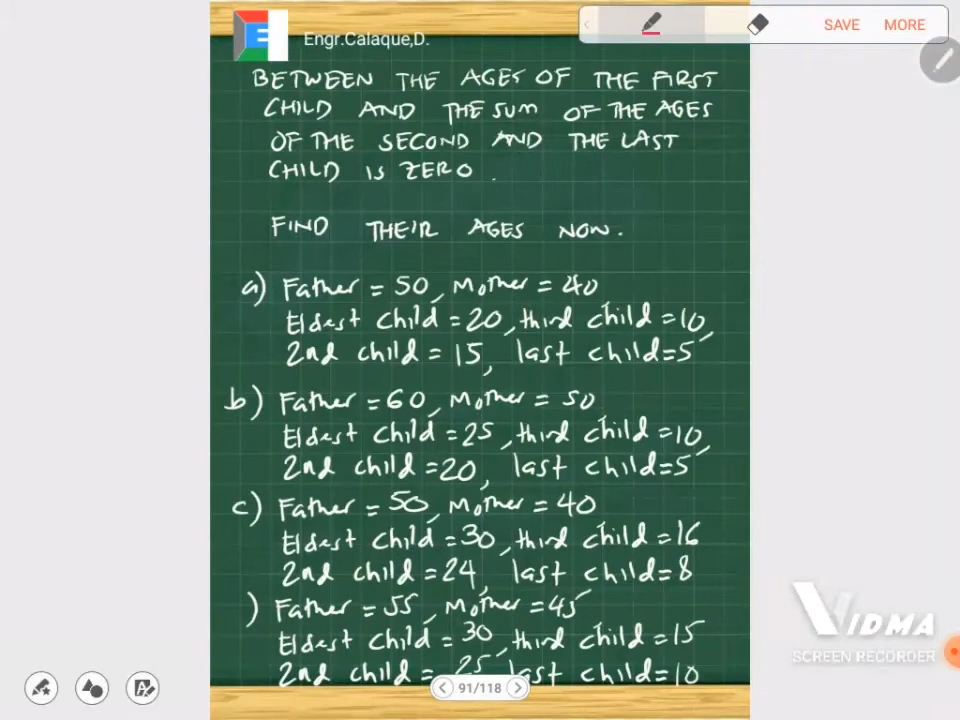 Engr.Calaque,D.
SAVE MORE
BETWEEN THE AGES OF THE FIRST
CHILD AND THE SUM OF THE AGES
OF THE SECOND AND THE LAST
CHILD IS ZERO.
FIND THEIR AGES NOW.
a) Father = 50, Mother = 40
Eldest child = 20, third child = 10,
2nd child = 15, last child = 5
b) Father = 60, Mother = 50
Eldest child = 25, third child = 10,
2nd child = 20, last child = 5
c) Father = 50, Mother = 40
Eldest child = 30, third child = 16
2nd child = 24, last child = 8
) Father = 55, Mother = 45
Eldest child = 30, third child = 15
2nd child = 25, last child = 10
91/118
VIDMA
SCREEN RECORDER